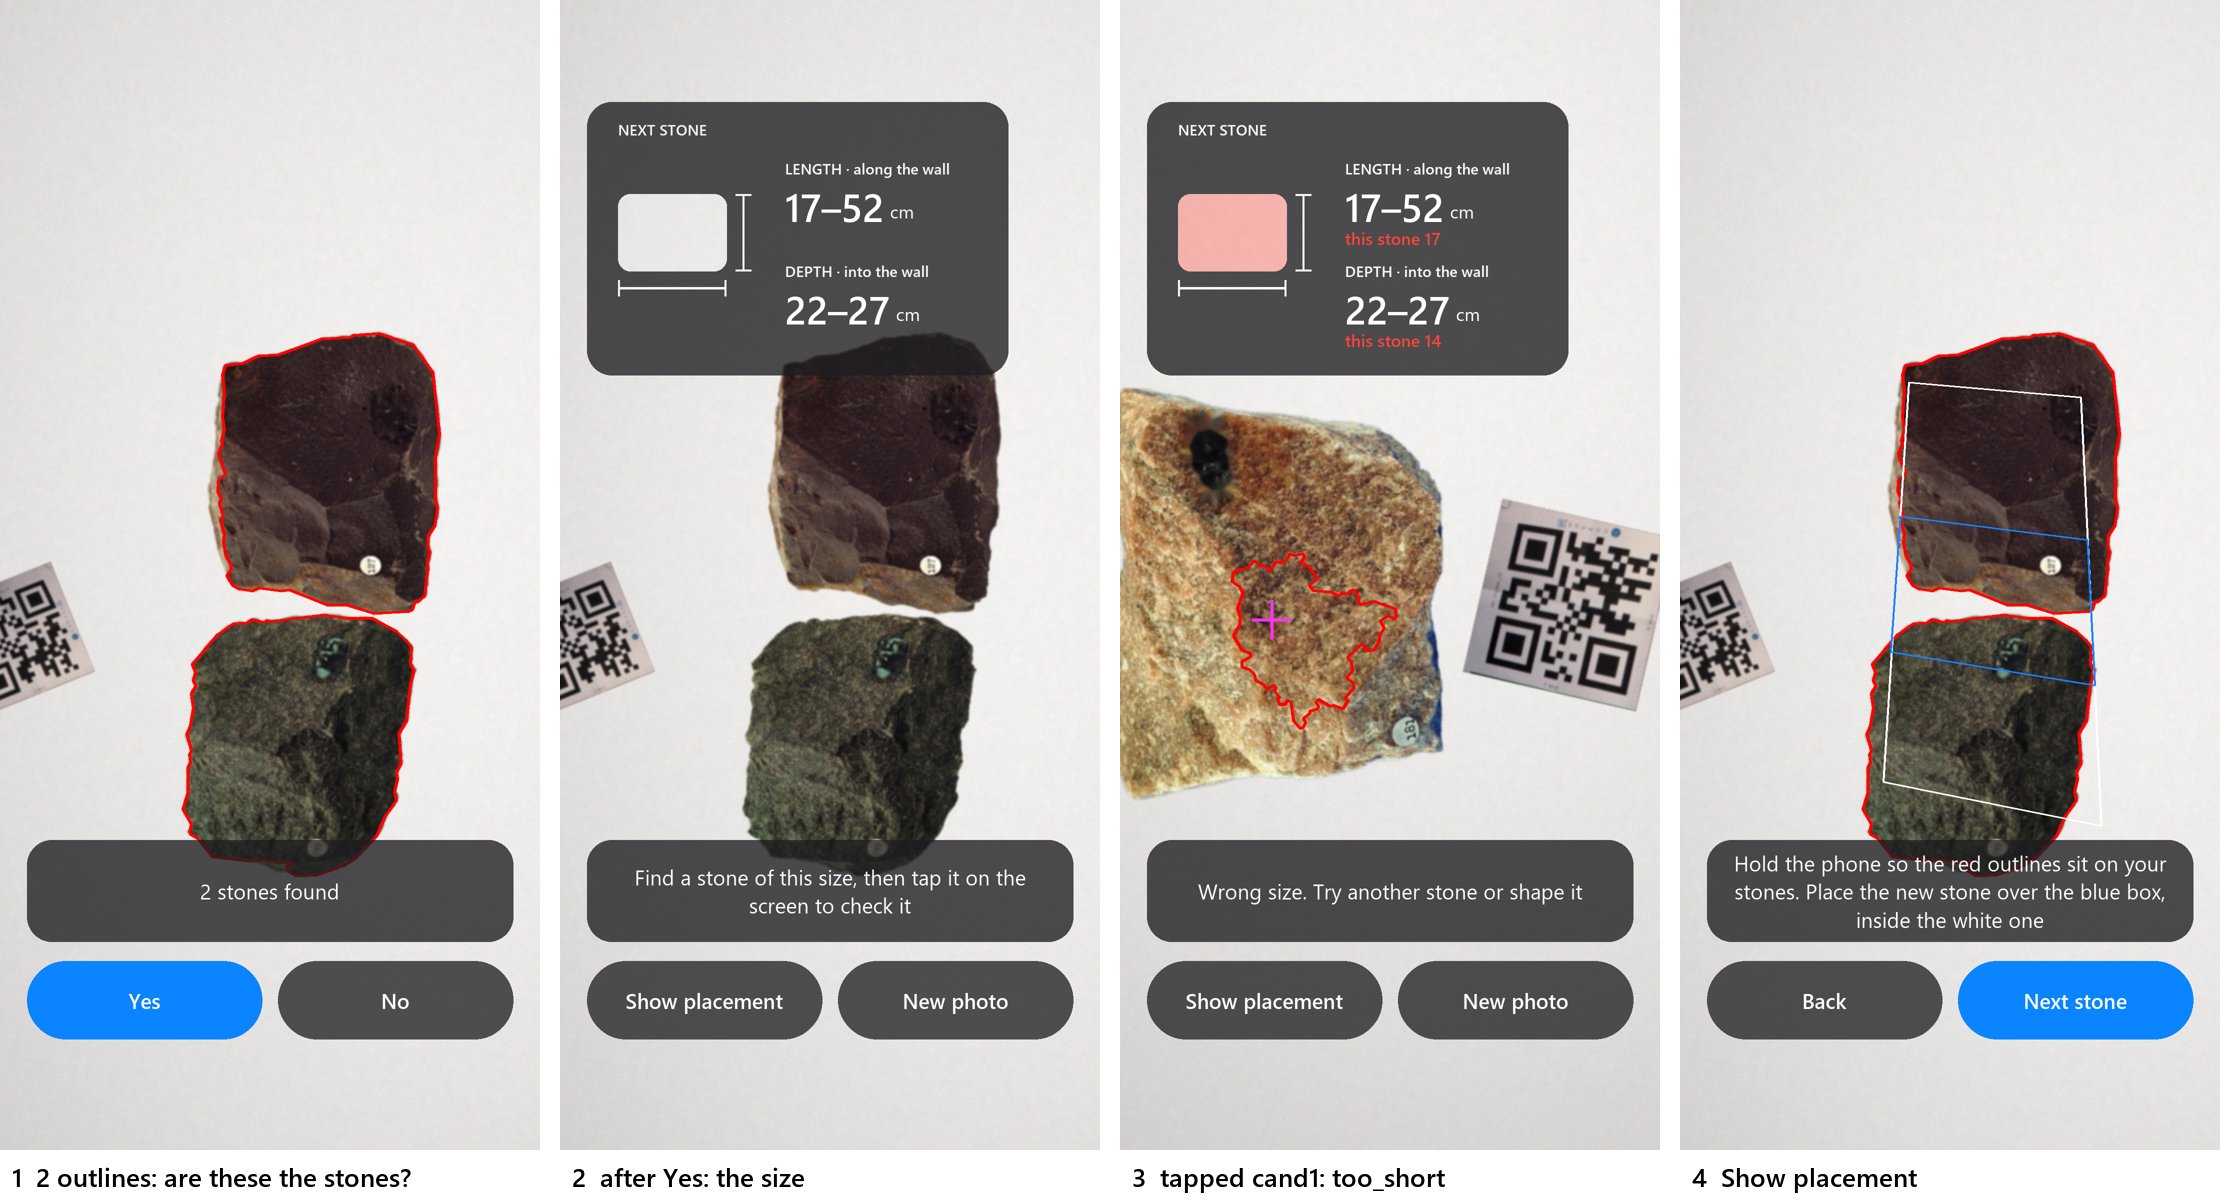 2 stones found
Yes
No
1 2 outlines: are these the stones?
NEXT STONE
LENGTH · along the wall
17–52 cm
DEPTH · into the wall
22–27 cm
127
Find a stone of this size, then tap it on the
screen to check it
Show placement
New photo
2 after Yes: the size
NEXT STONE
LENGTH · along the wall
17–52 cm
this stone 17
DEPTH · into the wall
22–27 cm
this stone 14
181
Wrong size. Try another stone or shape it
Show placement
New photo
3 tapped cand1: too_short
Hold the phone so the red outlines sit on your
stones. Place the new stone over the blue box,
inside the white one
Back
Next stone
4 Show placement